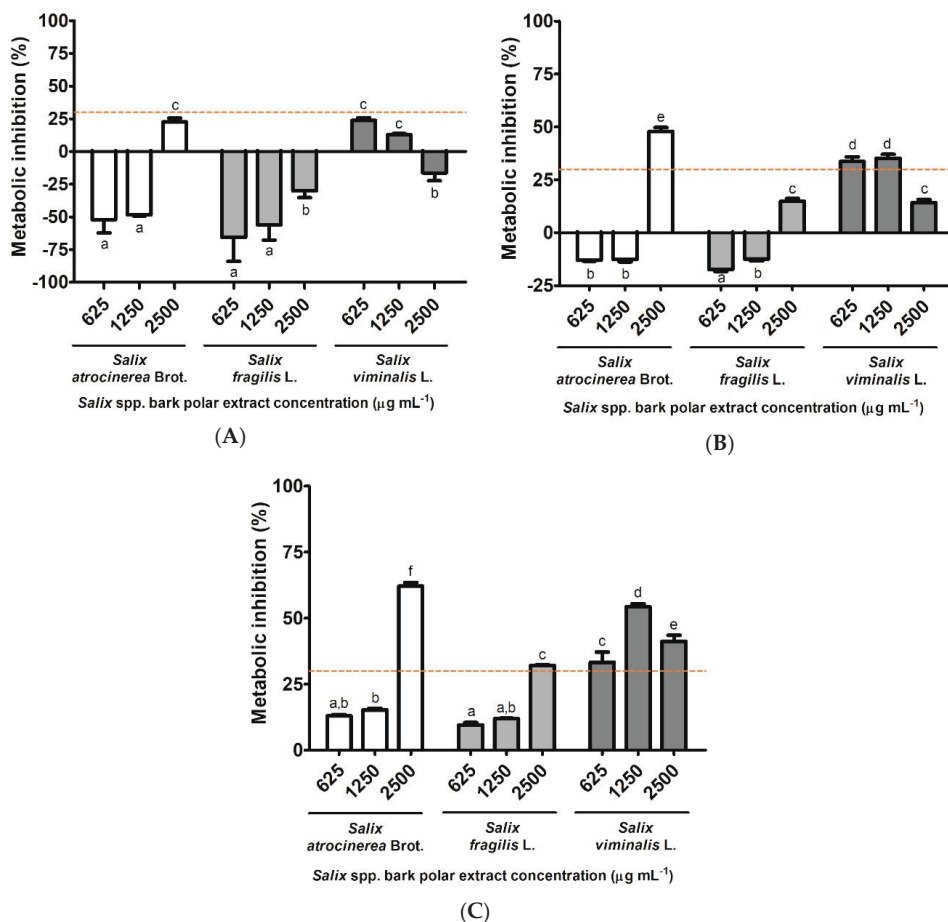 100
75
50
25
0
-25
-50
-75
-100
Metabolic inhibition (%)
c
a
a
a
a
b
c
c
b
625 1250 2500 625 1250 2500 625 1250 2500
Salix atrocinerea Brot.
Salix fragilis L.
Salix viminalis L.
Salix spp. bark polar extract concentration (µg mL⁻¹)
(A)
100
75
50
25
0
-25
Metabolic inhibition (%)
b
b
e
a
b
c
d
d
c
625 1250 2500 625 1250 2500 625 1250 2500
Salix atrocinerea Brot.
Salix fragilis L.
Salix viminalis L.
Salix spp. bark polar extract concentration (µg mL⁻¹)
(B)
100
75
50
25
0
Metabolic inhibition (%)
a,b
b
f
a
a,b
c
c
d
e
625 1250 2500 625 1250 2500 625 1250 2500
Salix atrocinerea Brot.
Salix fragilis L.
Salix viminalis L.
Salix spp. bark polar extract concentration (µg mL⁻¹)
(C)